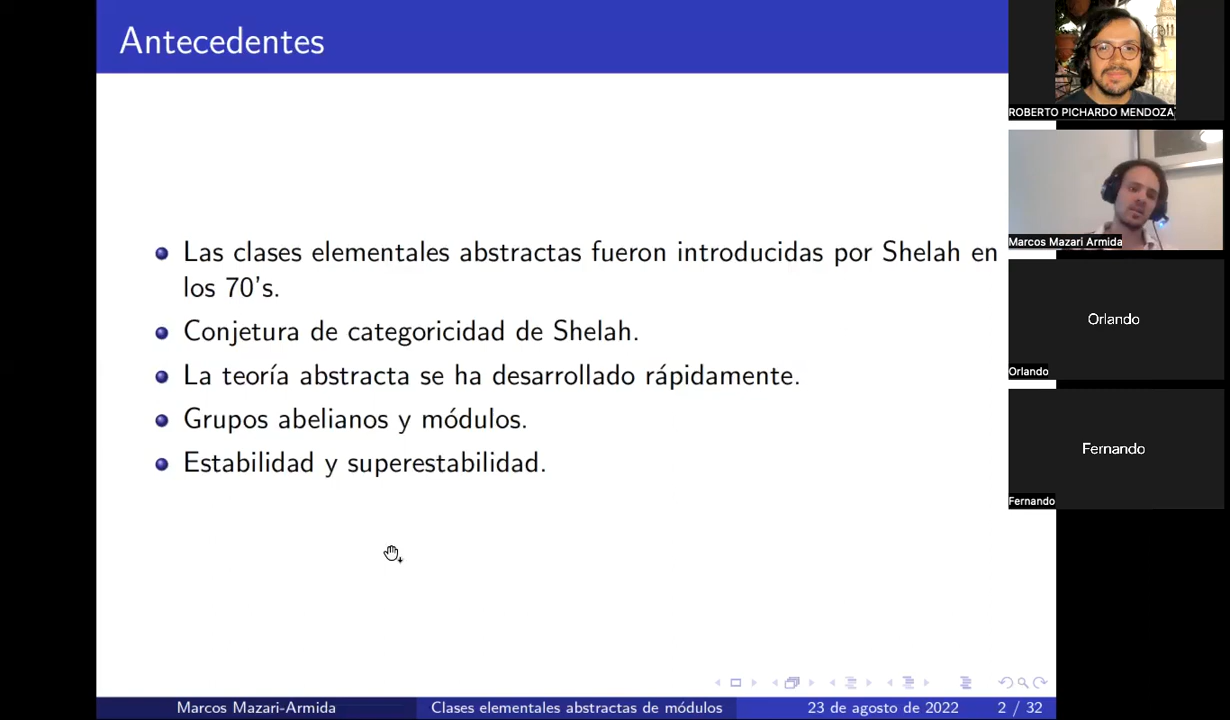 Antecedentes
Las clases elementales abstractas fueron introducidas por Shelah en
los 70's.
Conjetura de categoricidad de Shelah.
La teoría abstracta se ha desarrollado rápidamente.
Grupos abelianos y módulos.
Estabilidad y superestabilidad.
Marcos Mazari-Armida
Clases elementales abstractas de módulos
23 de agosto de 2022
2 / 32
ROBERTO PICHARDO MENDOZA
Marcos Mazari Armida
Orlando
Orlando
Fernando
Fernando